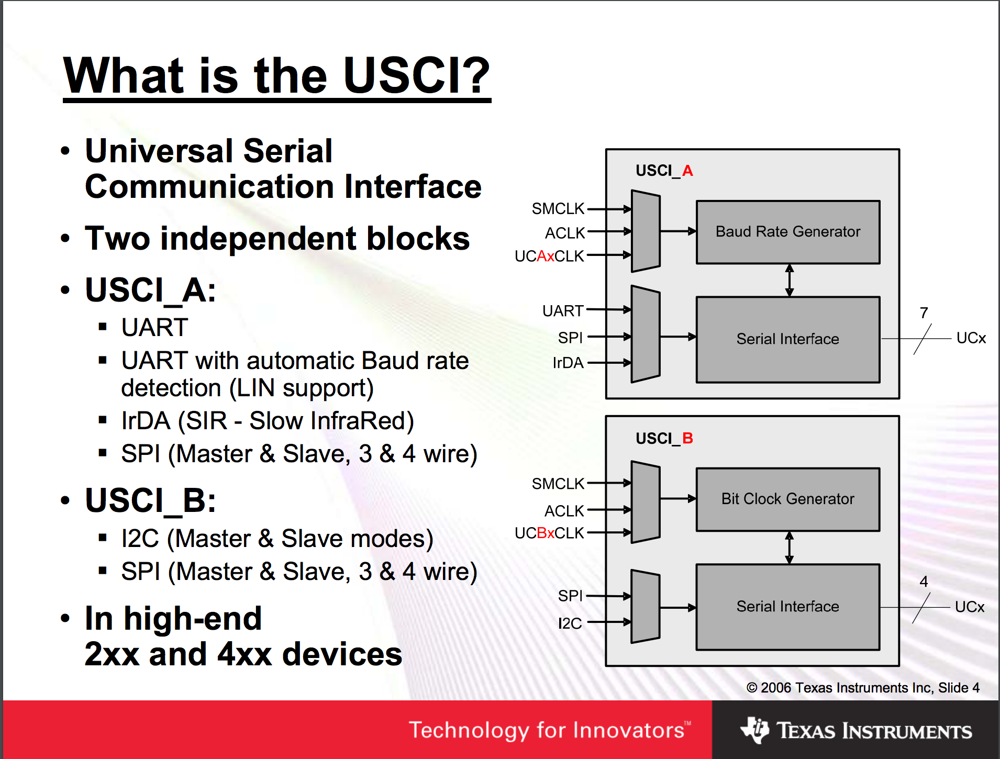 What is the USCI?
• Universal Serial
Communication Interface
• Two independent blocks
• USCI_A:
▪ UART
▪ UART with automatic Baud rate
detection (LIN support)
▪ IrDA (SIR - Slow InfraRed)
▪ SPI (Master & Slave, 3 & 4 wire)
• USCI_B:
▪ I2C (Master & Slave modes)
▪ SPI (Master & Slave, 3 & 4 wire)
• In high-end
2xx and 4xx devices
USCI_A
SMCLK
ACLK
UCAxCLK
Baud Rate Generator
UART
SPI
IrDA
Serial Interface
7
UCx
USCI_B
SMCLK
ACLK
UCBxCLK
Bit Clock Generator
SPI
I2C
Serial Interface
4
UCx
© 2006 Texas Instruments Inc, Slide 4
Technology for Innovators™
TEXAS INSTRUMENTS